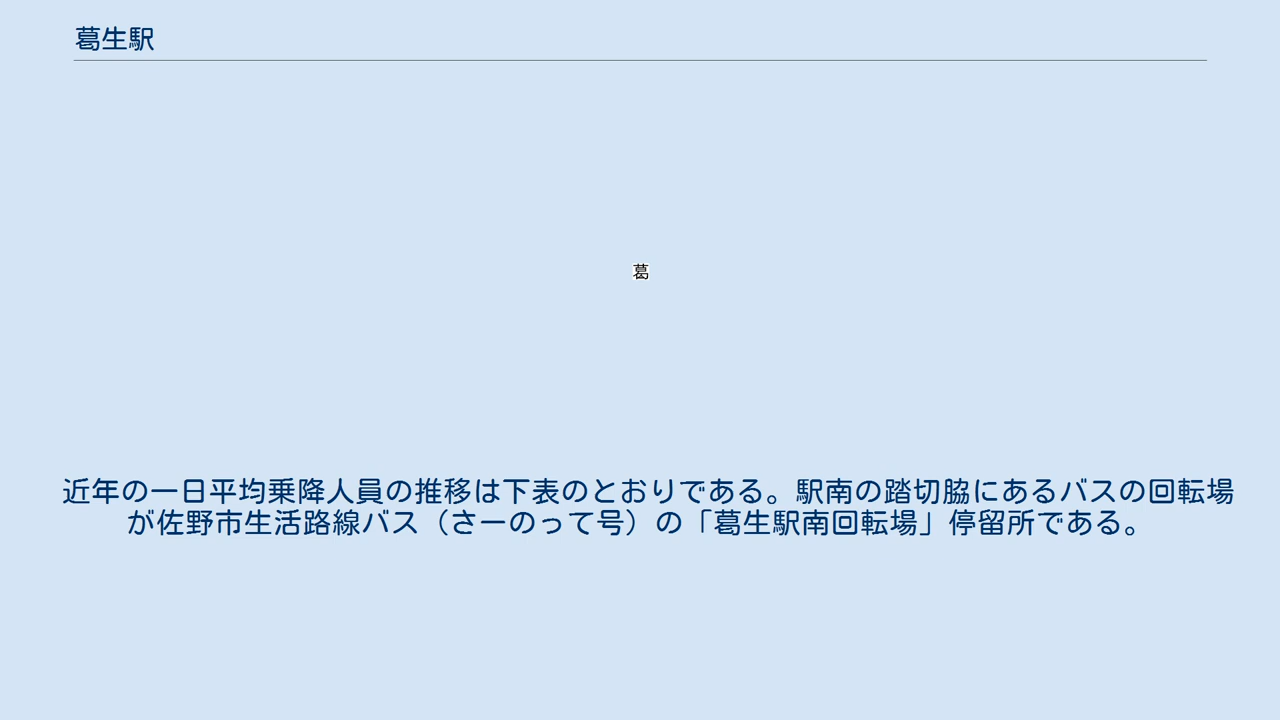 葛生駅
葛
近年の一日平均乗降人員の推移は下表のとおりである。駅南の踏切脇にあるバスの回転場
が佐野市生活路線バス（さーのって号）の「葛生駅南回転場」停留所である。